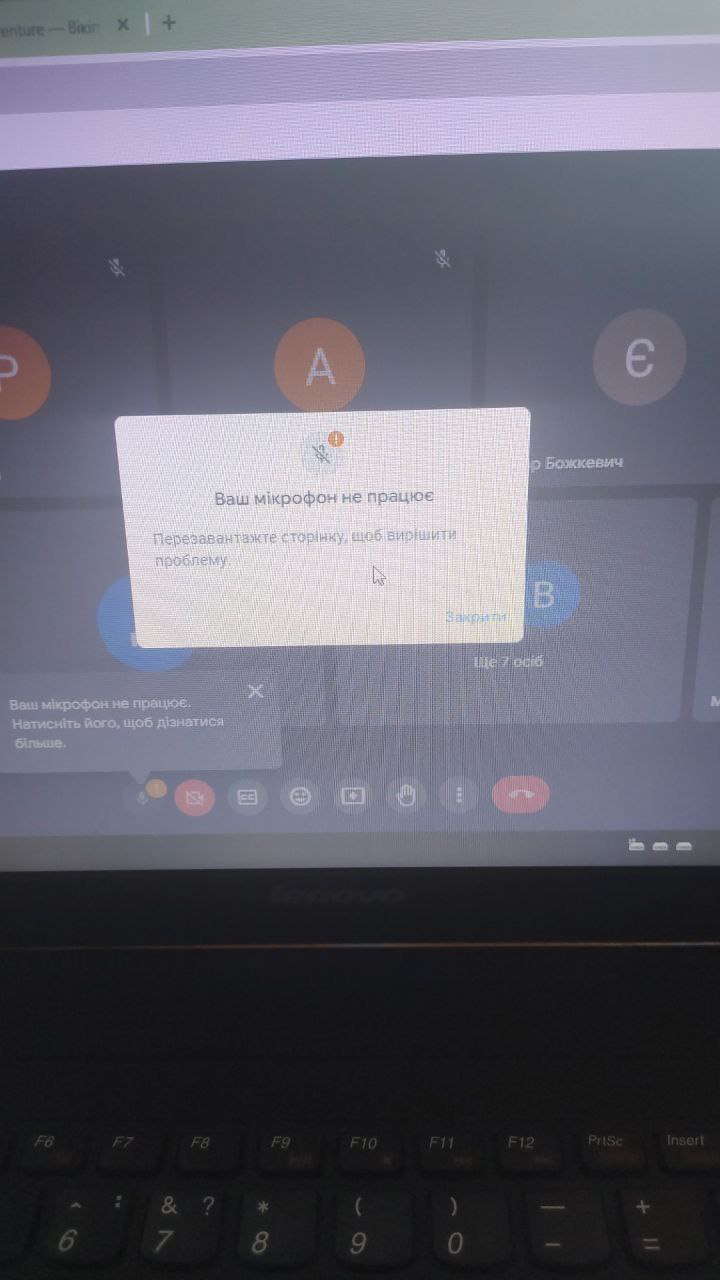 enture — Вікіп
P
A
Є
р Божкевич
Ваш мікрофон не працює
Перезавантажте сторінку, щоб вирішити
проблему.
Закрити
В
Ще 7 осіб
М
Ваш мікрофон не працює.
Натисніть його, щоб дізнатися
більше.
CC
lenovo
F6 F7 F8 F9 F10 F11 F12 PrtSc Insert
^ : & ? * ( ) — +
6 7 8 9 0 - =